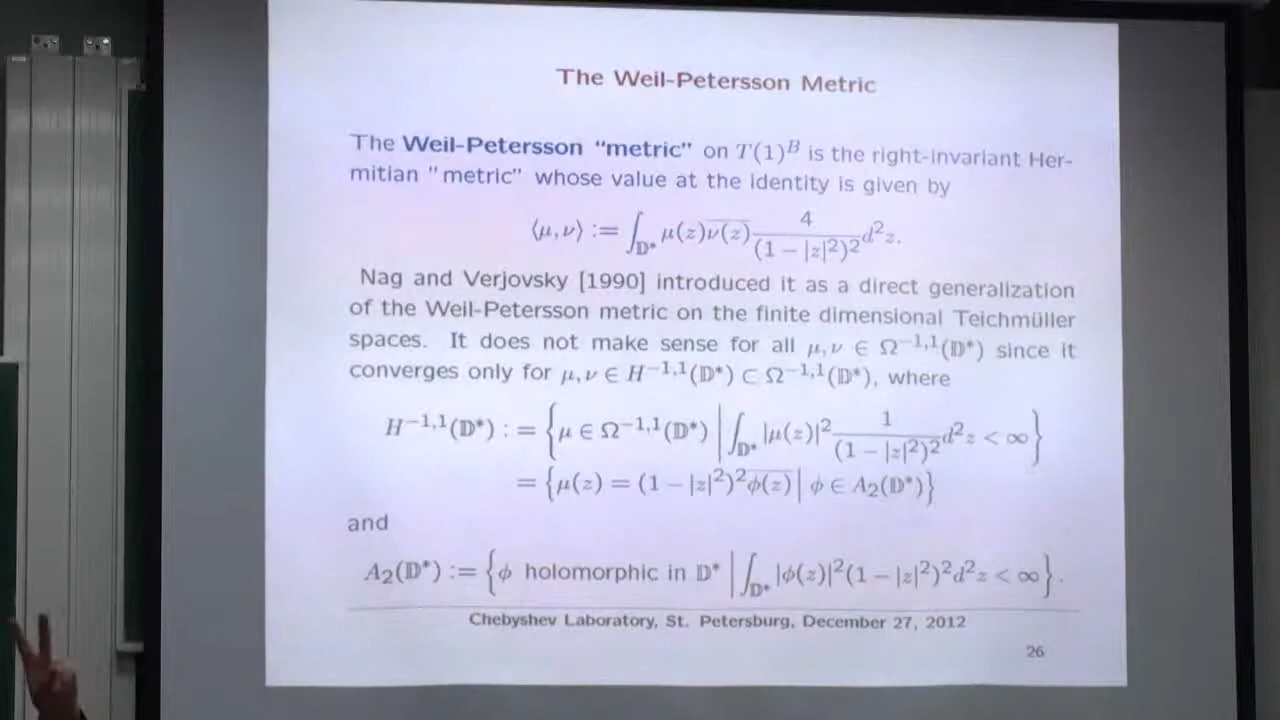 The Weil-Petersson Metric
The Weil-Petersson “metric” on T(1)^B is the right-invariant Her-
mitian "metric" whose value at the identity is given by
⟨μ, ν⟩ := ∫_{𝔻*} μ(z)\overline{ν(z)} \frac{4}{(1 − |z|²)²} d²z.
Nag and Verjovsky [1990] introduced it as a direct generalization
of the Weil-Petersson metric on the finite dimensional Teichmüller
spaces. It does not make sense for all μ, ν ∈ Ω^{−1,1}(𝔻*) since it
converges only for μ, ν ∈ H^{−1,1}(𝔻*) ⊂ Ω^{−1,1}(𝔻*), where
H^{−1,1}(𝔻*) : = {μ ∈ Ω^{−1,1}(𝔻*) | ∫_{𝔻*} |μ(z)|² \frac{1}{(1 − |z|²)²} d²z < ∞}
= {μ(z) = (1 − |z|²)²\overline{φ(z)} | φ ∈ A₂(𝔻*)}
and
A₂(𝔻*) := {φ holomorphic in 𝔻* | ∫_{𝔻*} |φ(z)|²(1 − |z|²)²d²z < ∞}.
Chebyshev Laboratory, St. Petersburg, December 27, 2012
26